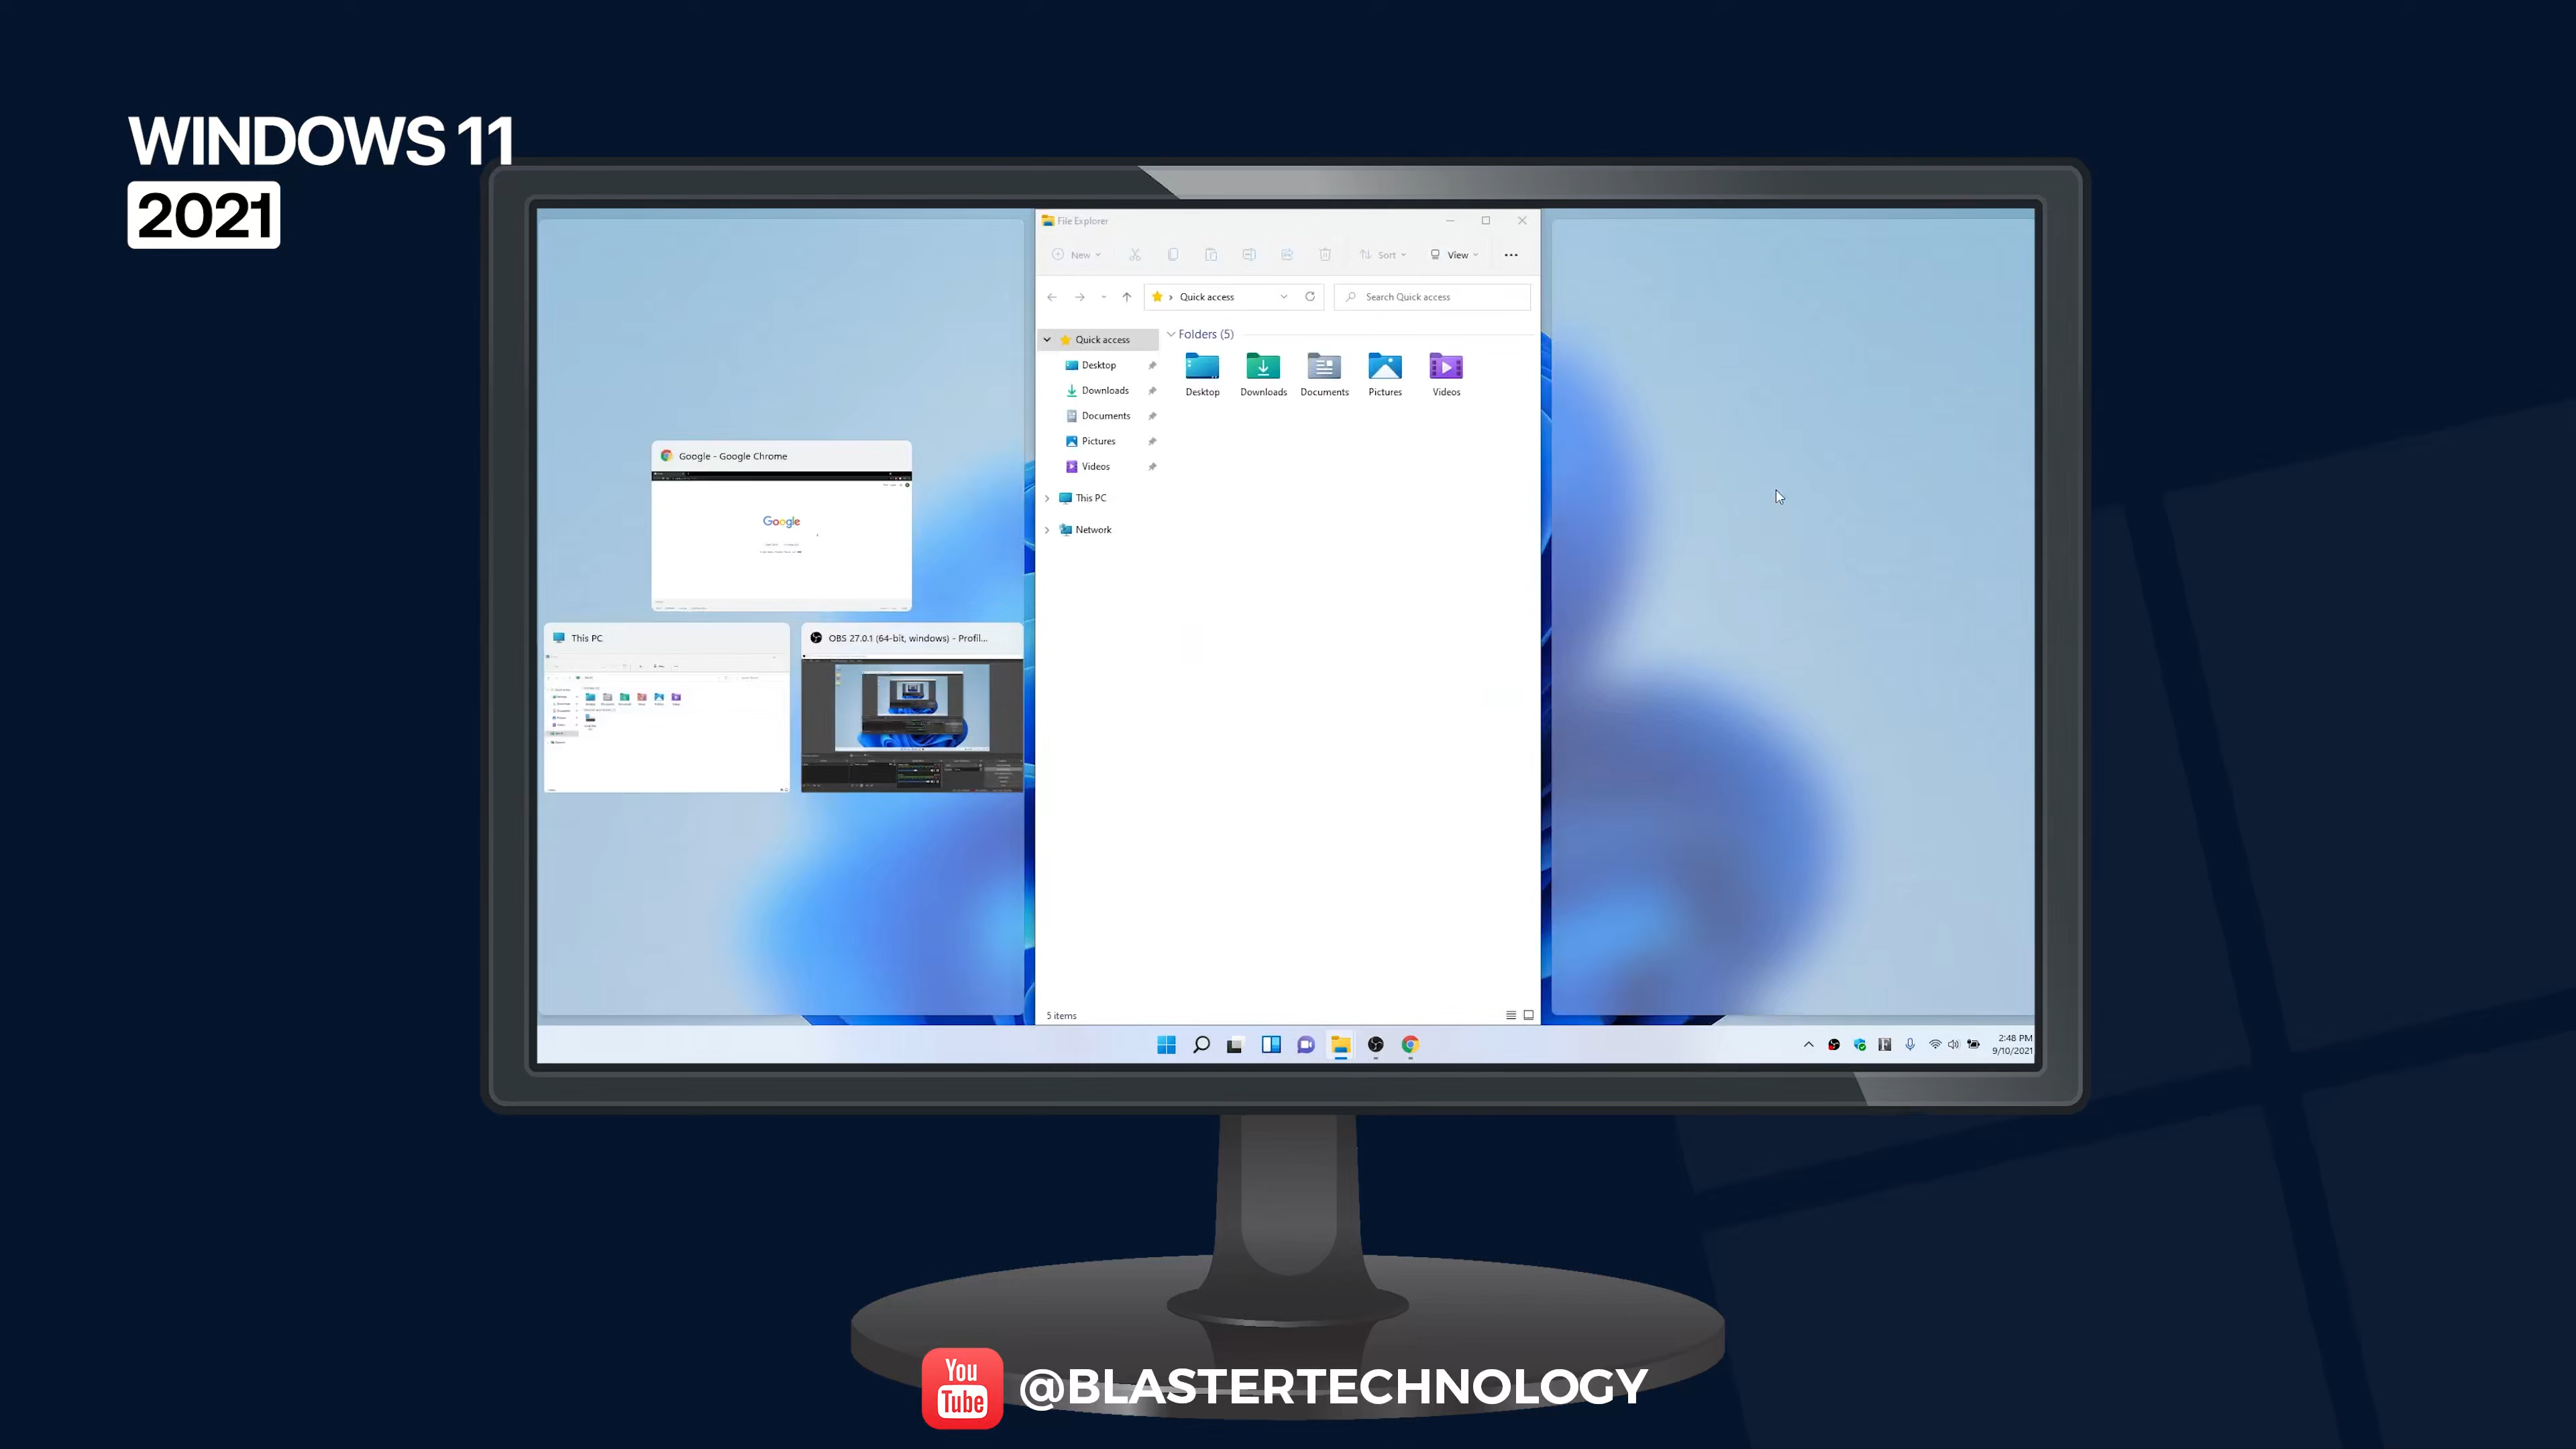 WINDOWS 11
2021
File Explorer
New
Sort
View
Quick access
Search Quick access
Quick access
Desktop
Downloads
Documents
Pictures
Videos
This PC
Network
Folders (5)
Desktop
Downloads
Documents
Pictures
Videos
Google - Google Chrome
Google
This PC
OBS 27.0.1 (64-bit, windows) - Profil...
5 items
2:48 PM
9/10/2021
You
Tube
@BLASTERTECHNOLOGY